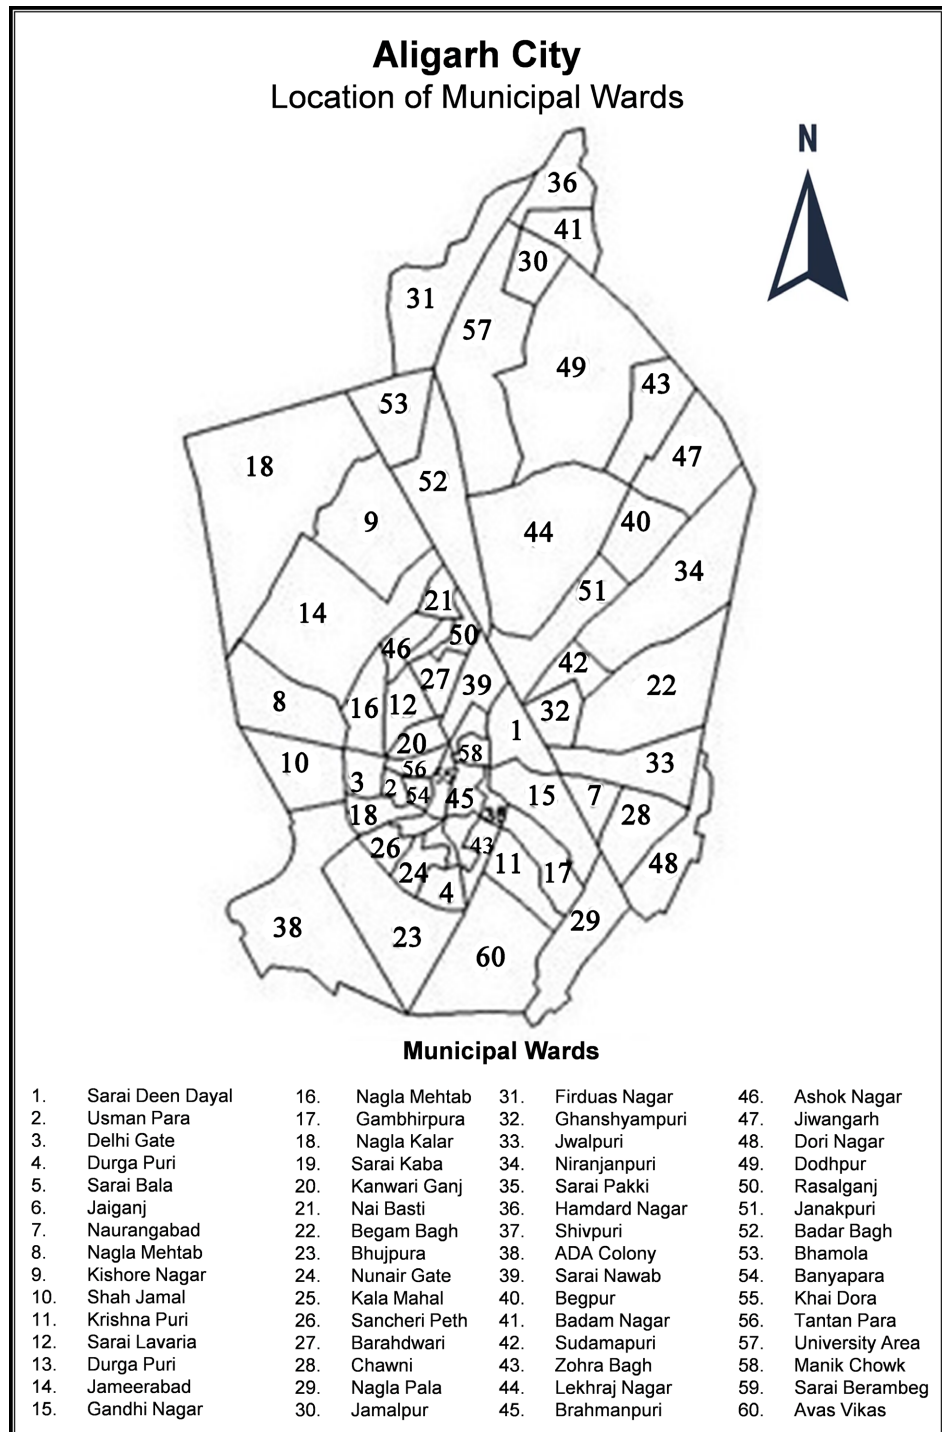 Aligarh City
Location of Municipal Wards
N
36
41
30
31
57
49
43
53
47
18
52
9
44
40
34
51
21
14
50
46
42
27
39
22
8
16
12
32
1
20
58
10
56
33
3
2
54
45
15
7
18
28
26
43
11
48
24
17
4
29
38
23
60
Municipal Wards
1. Sarai Deen Dayal
2. Usman Para
3. Delhi Gate
4. Durga Puri
5. Sarai Bala
6. Jaiganj
7. Naurangabad
8. Nagla Mehtab
9. Kishore Nagar
10. Shah Jamal
11. Krishna Puri
12. Sarai Lavaria
13. Durga Puri
14. Jameerabad
15. Gandhi Nagar
16. Nagla Mehtab
17. Gambhirpura
18. Nagla Kalar
19. Sarai Kaba
20. Kanwari Ganj
21. Nai Basti
22. Begam Bagh
23. Bhujpura
24. Nunair Gate
25. Kala Mahal
26. Sancheri Peth
27. Barahdwari
28. Chawni
29. Nagla Pala
30. Jamalpur
31. Firduas Nagar
32. Ghanshyampuri
33. Jwalpuri
34. Niranjanpuri
35. Sarai Pakki
36. Hamdard Nagar
37. Shivpuri
38. ADA Colony
39. Sarai Nawab
40. Begpur
41. Badam Nagar
42. Sudamapuri
43. Zohra Bagh
44. Lekhraj Nagar
45. Brahmanpuri
46. Ashok Nagar
47. Jiwangarh
48. Dori Nagar
49. Dodhpur
50. Rasalganj
51. Janakpuri
52. Badar Bagh
53. Bhamola
54. Banyapara
55. Khai Dora
56. Tantan Para
57. University Area
58. Manik Chowk
59. Sarai Berambeg
60. Avas Vikas